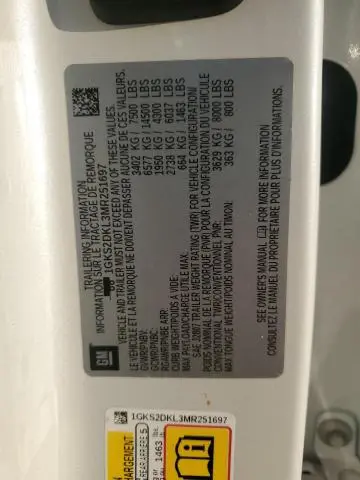 GM
TRAILERING INFORMATION
INFORMATION SUR LE TRACTAGE DE REMORQUE
1GKS2DKL3MR251697
VEHICLE AND TRAILER MUST NOT EXCEED ANY OF THESE VALUES.
LE VEHICULE ET LA REMORQUE NE DOIVENT DEPASSER AUCUNE DE CES VALEURS.
GVWR/PNBV: 3402 KG / 7500 LBS
GCWR/PNBC: 6577 KG / 14500 LBS
RGAWR/PNBE ARR: 1950 KG / 4300 LBS
CURB WEIGHT/POIDS A VIDE: 2738 KG / 6037 LBS
MAX PAYLOAD/CHARGE UTILE MAX: 664 KG / 1463 LBS
SAE J2807 TRAILER WEIGHT RATING (TWR) FOR VEHICLE CONFIGURATION/
POIDS NOMINAL DE LA REMORQUE (PNR) POUR LA CONFIGURATION DU VEHICULE
CONVENTIONAL TWR/CONVENTIONNEL PNR: 3629 KG/ 8000 LBS
MAX TONGUE WEIGHT/POIDS NOMINAL AU TIMON: 363 KG / 800 LBS
SEE OWNER'S MANUAL FOR MORE INFORMATION
CONSULTEZ LE MANUEL DU PROPRIETAIRE POUR PLUS D'INFORMATION.
1GKS2DKL3MR251697
CHARGEMENT
ARRIERE 5
1463 lbs.